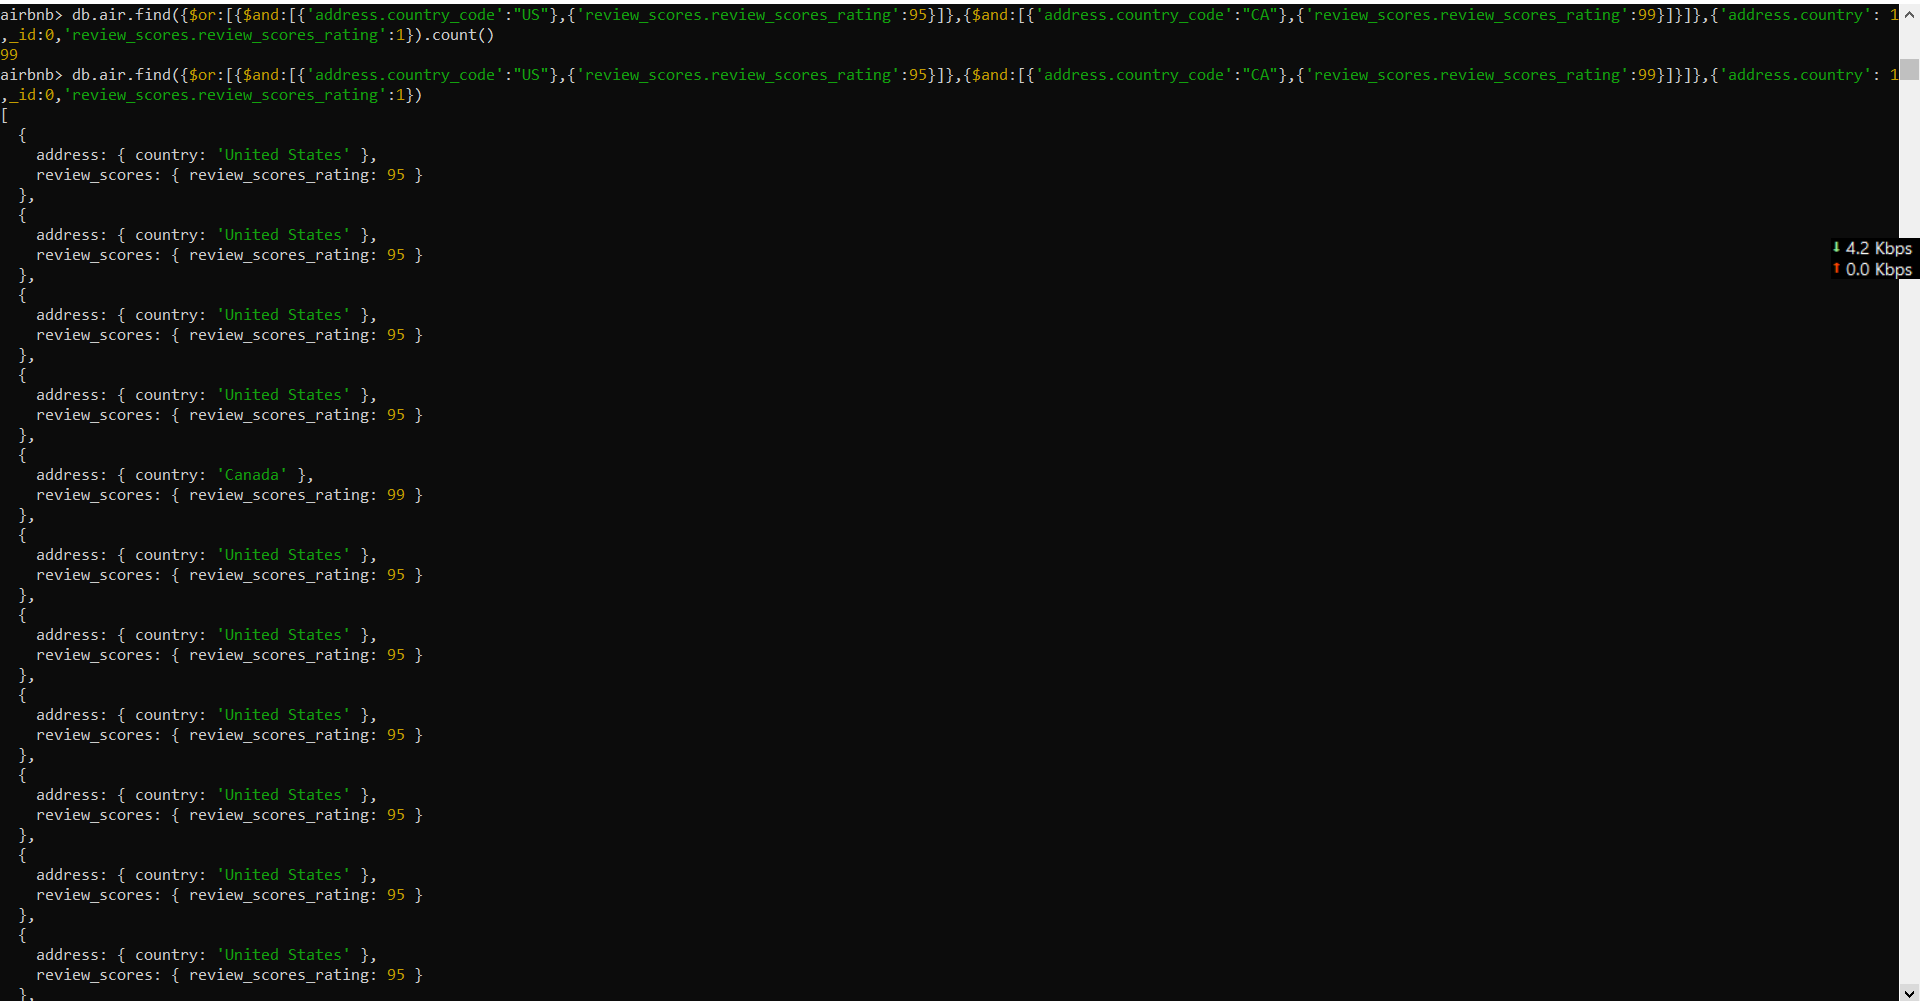 airbnb> db.air.find({$or:[{$and:[{'address.country_code':"US"},{'review_scores.review_scores_rating':95}]},{$and:[{'address.country_code':"CA"},{'review_scores.review_scores_rating':99}]}]},{'address.country': 1
,_id:0,'review_scores.review_scores_rating':1}).count()
99
airbnb> db.air.find({$or:[{$and:[{'address.country_code':"US"},{'review_scores.review_scores_rating':95}]},{$and:[{'address.country_code':"CA"},{'review_scores.review_scores_rating':99}]}]},{'address.country': 1
,_id:0,'review_scores.review_scores_rating':1})
[
  {
    address: { country: 'United States' },
    review_scores: { review_scores_rating: 95 }
  },
  {
    address: { country: 'United States' },
    review_scores: { review_scores_rating: 95 }
  },
  {
    address: { country: 'United States' },
    review_scores: { review_scores_rating: 95 }
  },
  {
    address: { country: 'United States' },
    review_scores: { review_scores_rating: 95 }
  },
  {
    address: { country: 'Canada' },
    review_scores: { review_scores_rating: 99 }
  },
  {
    address: { country: 'United States' },
    review_scores: { review_scores_rating: 95 }
  },
  {
    address: { country: 'United States' },
    review_scores: { review_scores_rating: 95 }
  },
  {
    address: { country: 'United States' },
    review_scores: { review_scores_rating: 95 }
  },
  {
    address: { country: 'United States' },
    review_scores: { review_scores_rating: 95 }
  },
  {
    address: { country: 'United States' },
    review_scores: { review_scores_rating: 95 }
  },
  {
    address: { country: 'United States' },
    review_scores: { review_scores_rating: 95 }
  },
↓ 4.2 Kbps
↑ 0.0 Kbps